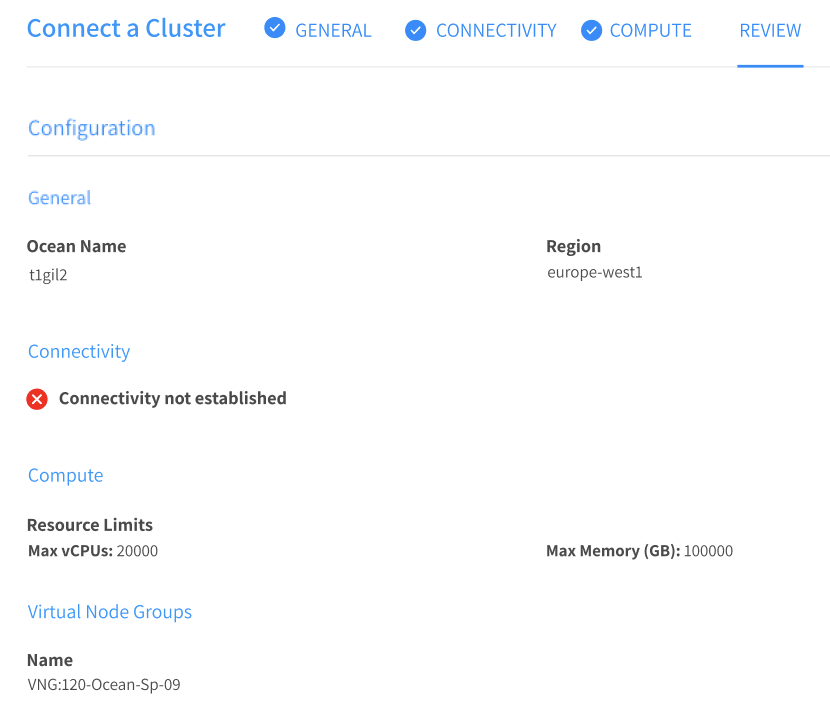 Connect a Cluster GENERAL CONNECTIVITY COMPUTE REVIEW
Configuration
General
Ocean Name Region
t1gil2 europe-west1
Connectivity
Connectivity not established
Compute
Resource Limits
Max vCPUs: 20000 Max Memory (GB): 100000
Virtual Node Groups
Name
VNG:120-Ocean-Sp-09